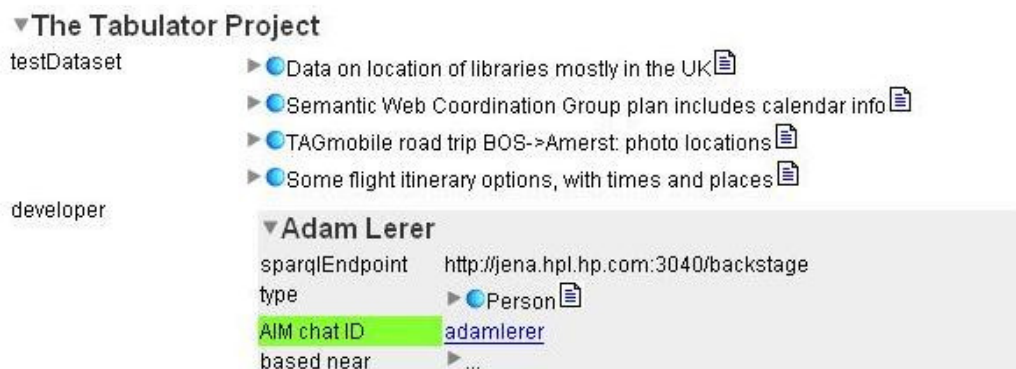 The Tabulator Project
testDataset Data on location of libraries mostly in the UK
Semantic Web Coordination Group plan includes calendar info
TAGmobile road trip BOS->Amerst: photo locations
Some flight itinerary options, with times and places
developer
Adam Lerer
sparqlEndpoint http://jena.hpl.hp.com:3040/backstage
type Person
AIM chat ID adamlerer
based near ...